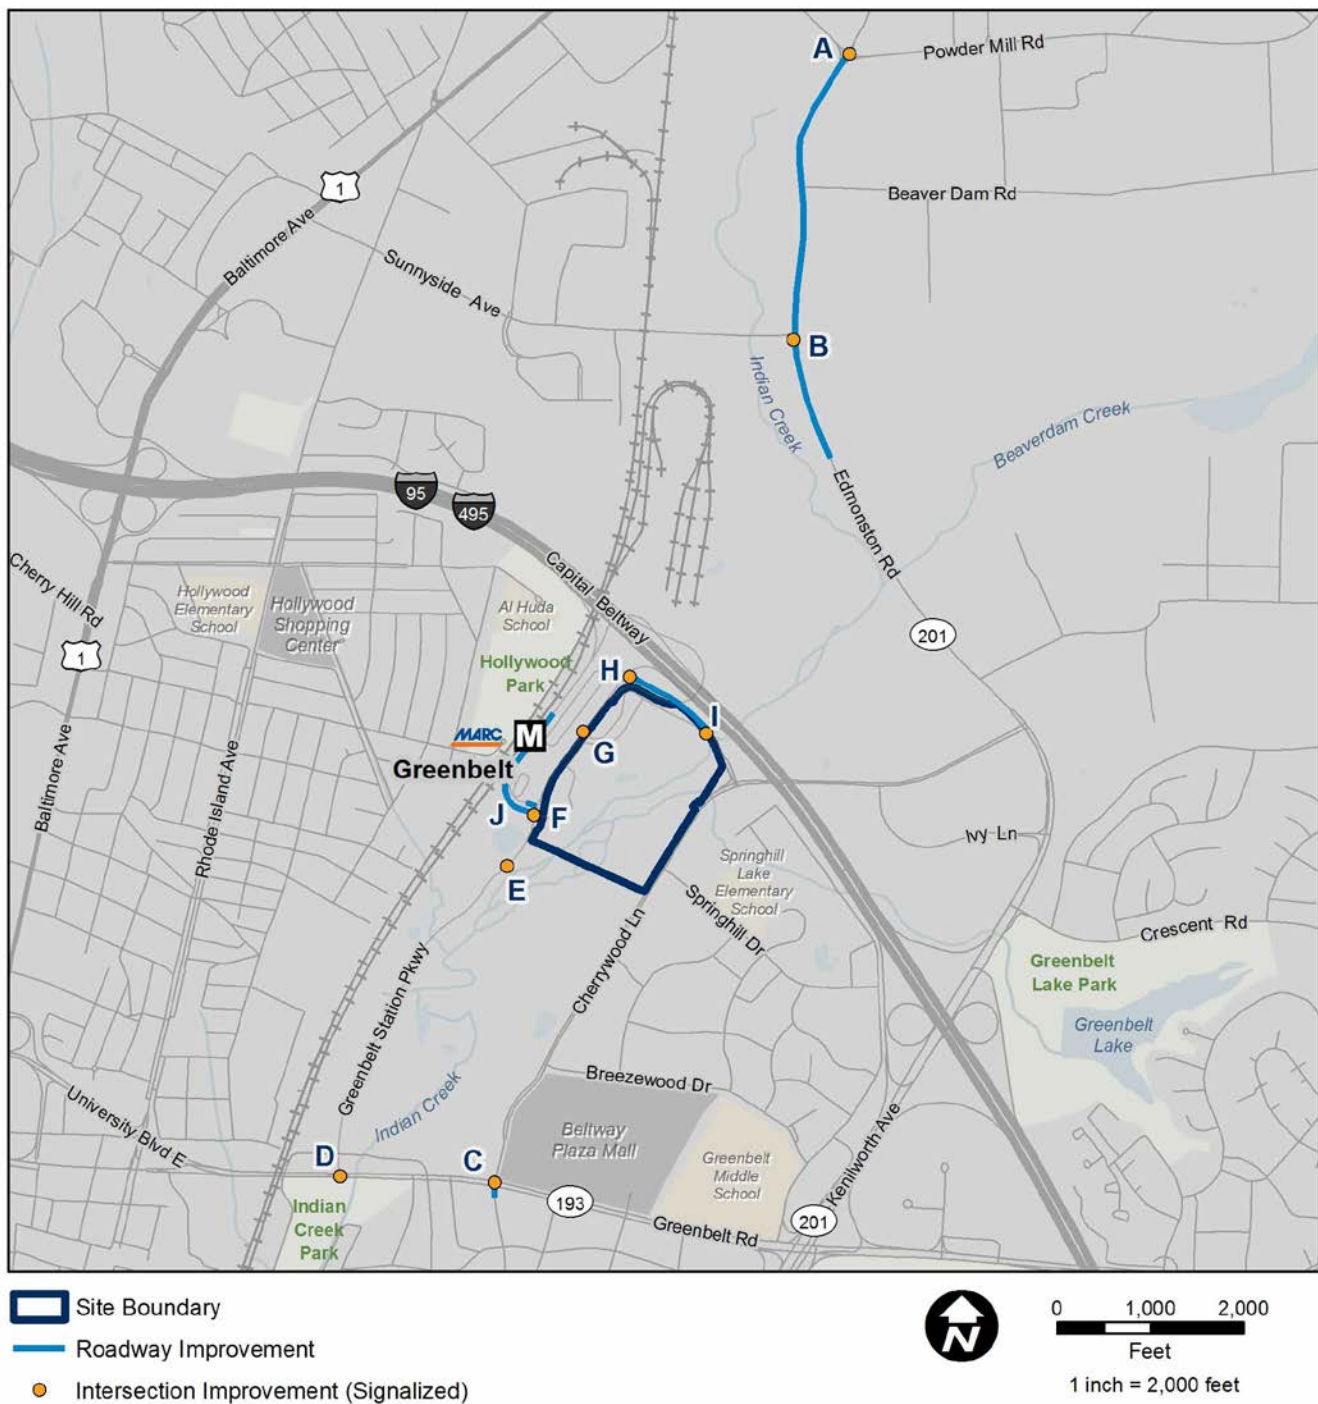 A
Powder Mill Rd
1
Beaver Dam Rd
Baltimore Ave
Sunnyside Ave
B
Indian Creek
Beaverdam Creek
95
495
Edmonston Rd
Capital Beltway
Cherry Hill Rd
Hollywood
Elementary
School
Hollywood
Shopping
Center
Al Huda
School
201
1
Hollywood
Park
H
I
MARC
M
G
Greenbelt
Baltimore Ave
Rhode Island Ave
J
F
Ivy Ln
E
Springhill
Lake
Elementary
School
Springhill Dr
Crescent Rd
Cherrywood Ln
Greenbelt
Lake Park
Greenbelt Station Pkwy
Greenbelt
Lake
Breezewood Dr
University Blvd E
Indian Creek
Beltway
Plaza Mall
Kenilworth Ave
D
C
Greenbelt
Middle
School
193
201
Indian
Creek
Park
Greenbelt Rd
Site Boundary
Roadway Improvement
Intersection Improvement (Signalized)
N
0 1,000 2,000
Feet
1 inch = 2,000 feet